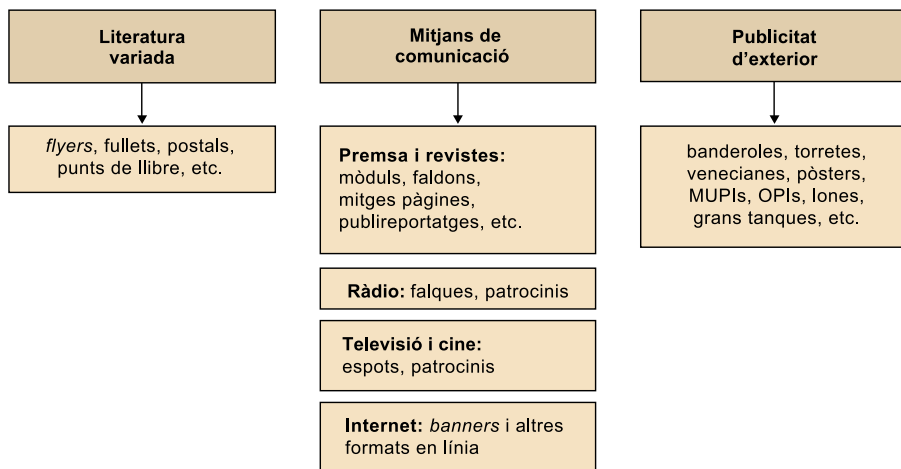 Literatura
variada
flyers, fullets, postals,
punts de llibre, etc.
Mitjans de
comunicació
Premsa i revistes:
mòduls, faldons,
mitges pàgines,
publireportatges, etc.
Ràdio: falques, patrocinis
Televisió i cine:
espots, patrocinis
Internet: banners i altres
formats en línia
Publicitat
d’exterior
banderoles, torretes,
venecianes, pòsters,
MUPIs, OPIs, lones,
grans tanques, etc.